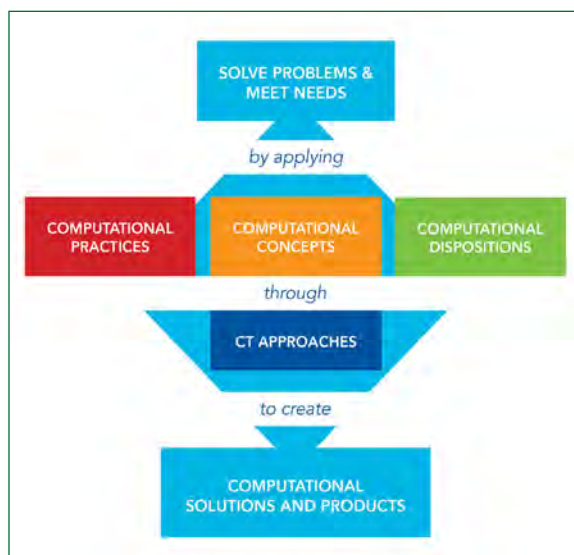 SOLVE PROBLEMS &
MEET NEEDS
by applying
COMPUTATIONAL
PRACTICES
COMPUTATIONAL
CONCEPTS
COMPUTATIONAL
DISPOSITIONS
through
CT APPROACHES
to create
COMPUTATIONAL
SOLUTIONS AND PRODUCTS